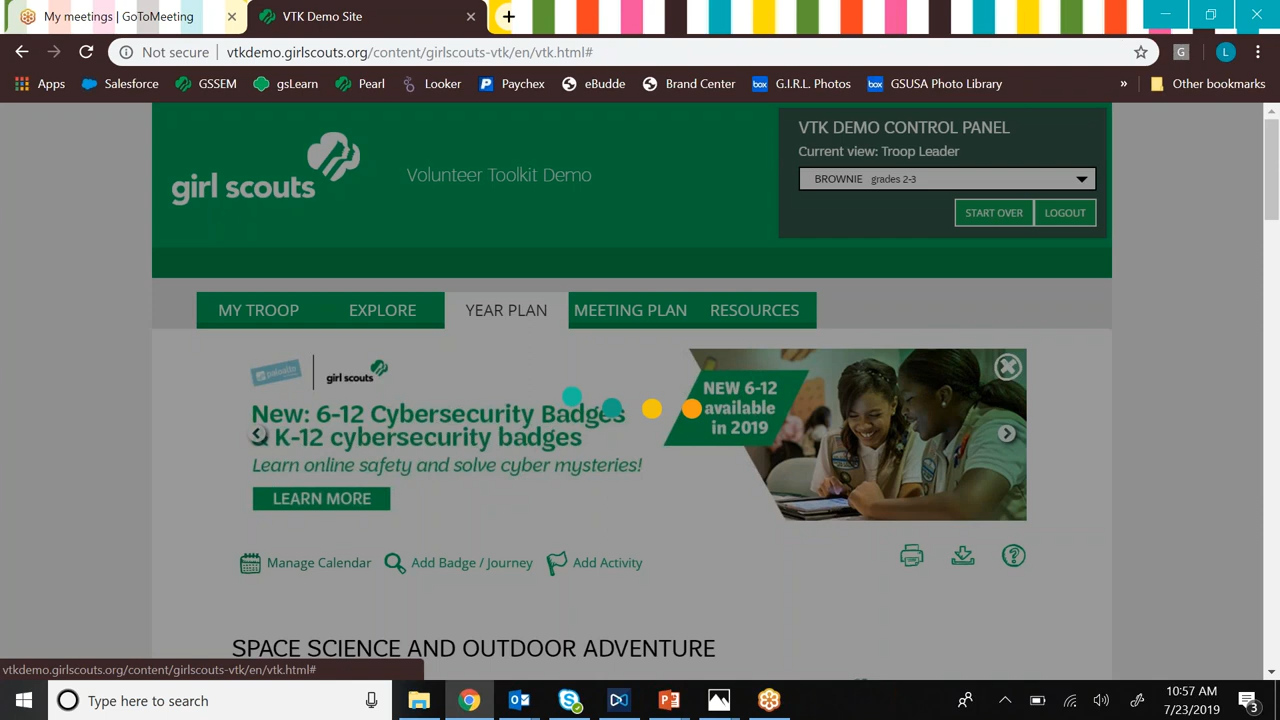 My meetings | GoToMeeting
VTK Demo Site
Not secure
vtkdemo.girlscouts.org/content/girlscouts-vtk/en/vtk.html#
G
L
Apps
Salesforce
GSSEM
gsLearn
Pearl
Looker
Paychex
eBudde
Brand Center
box
G.I.R.L. Photos
box
GSUSA Photo Library
»
Other bookmarks
girl scouts
Volunteer Toolkit Demo
VTK DEMO CONTROL PANEL
Current view: Troop Leader
BROWNIE grades 2-3
START OVER
LOGOUT
MY TROOP
EXPLORE
YEAR PLAN
MEETING PLAN
RESOURCES
paloalto
girl scouts
New: 6-12 Cybersecurity Badges
& K-12 cybersecurity badges
Learn online safety and solve cyber mysteries!
LEARN MORE
NEW 6-12
available
in 2019
Manage Calendar
Add Badge / Journey
Add Activity
SPACE SCIENCE AND OUTDOOR ADVENTURE
vtkdemo.girlscouts.org/content/girlscouts-vtk/en/vtk.html#
Type here to search
10:57 AM
7/23/2019
3